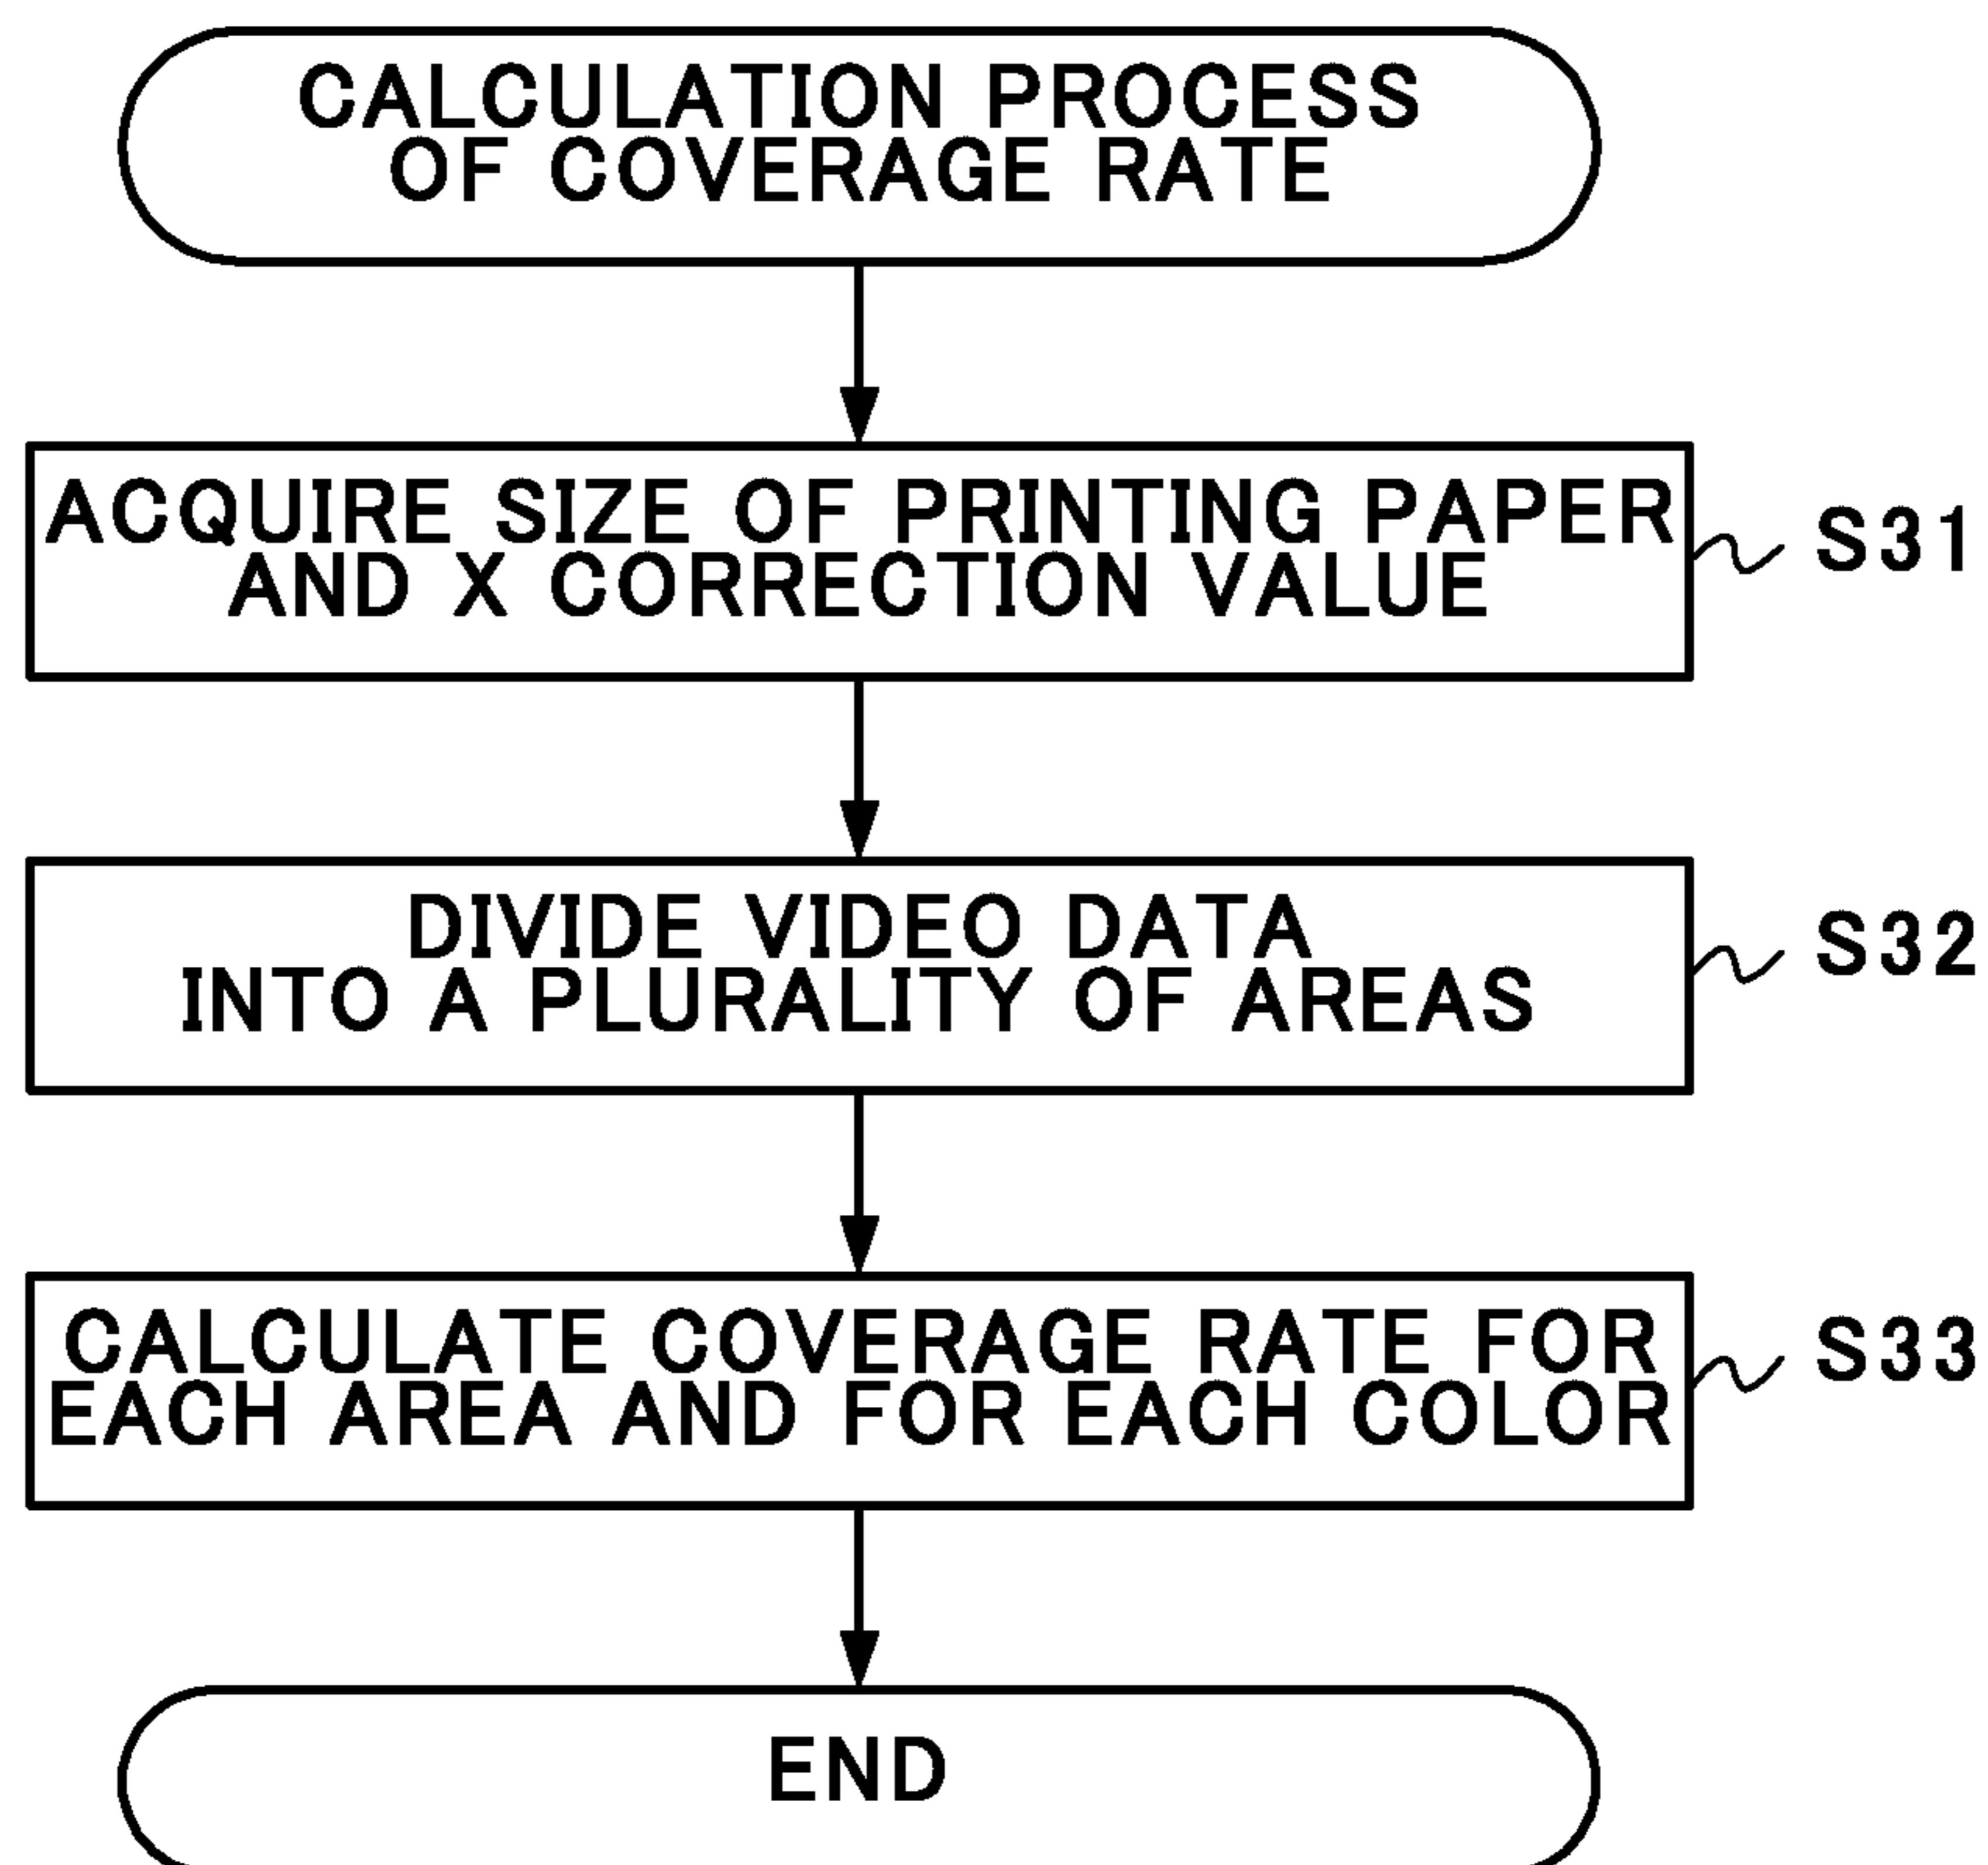 CALCULATION PROCESS
OF COVERAGE RATE
ACQUIRE SIZE OF PRINTING PAPER
AND X CORRECTION VALUE
S31
DIVIDE VIDEO DATA
INTO A PLURALITY OF AREAS
S32
CALCULATE COVERAGE RATE FOR
EACH AREA AND FOR EACH COLOR
S33
END